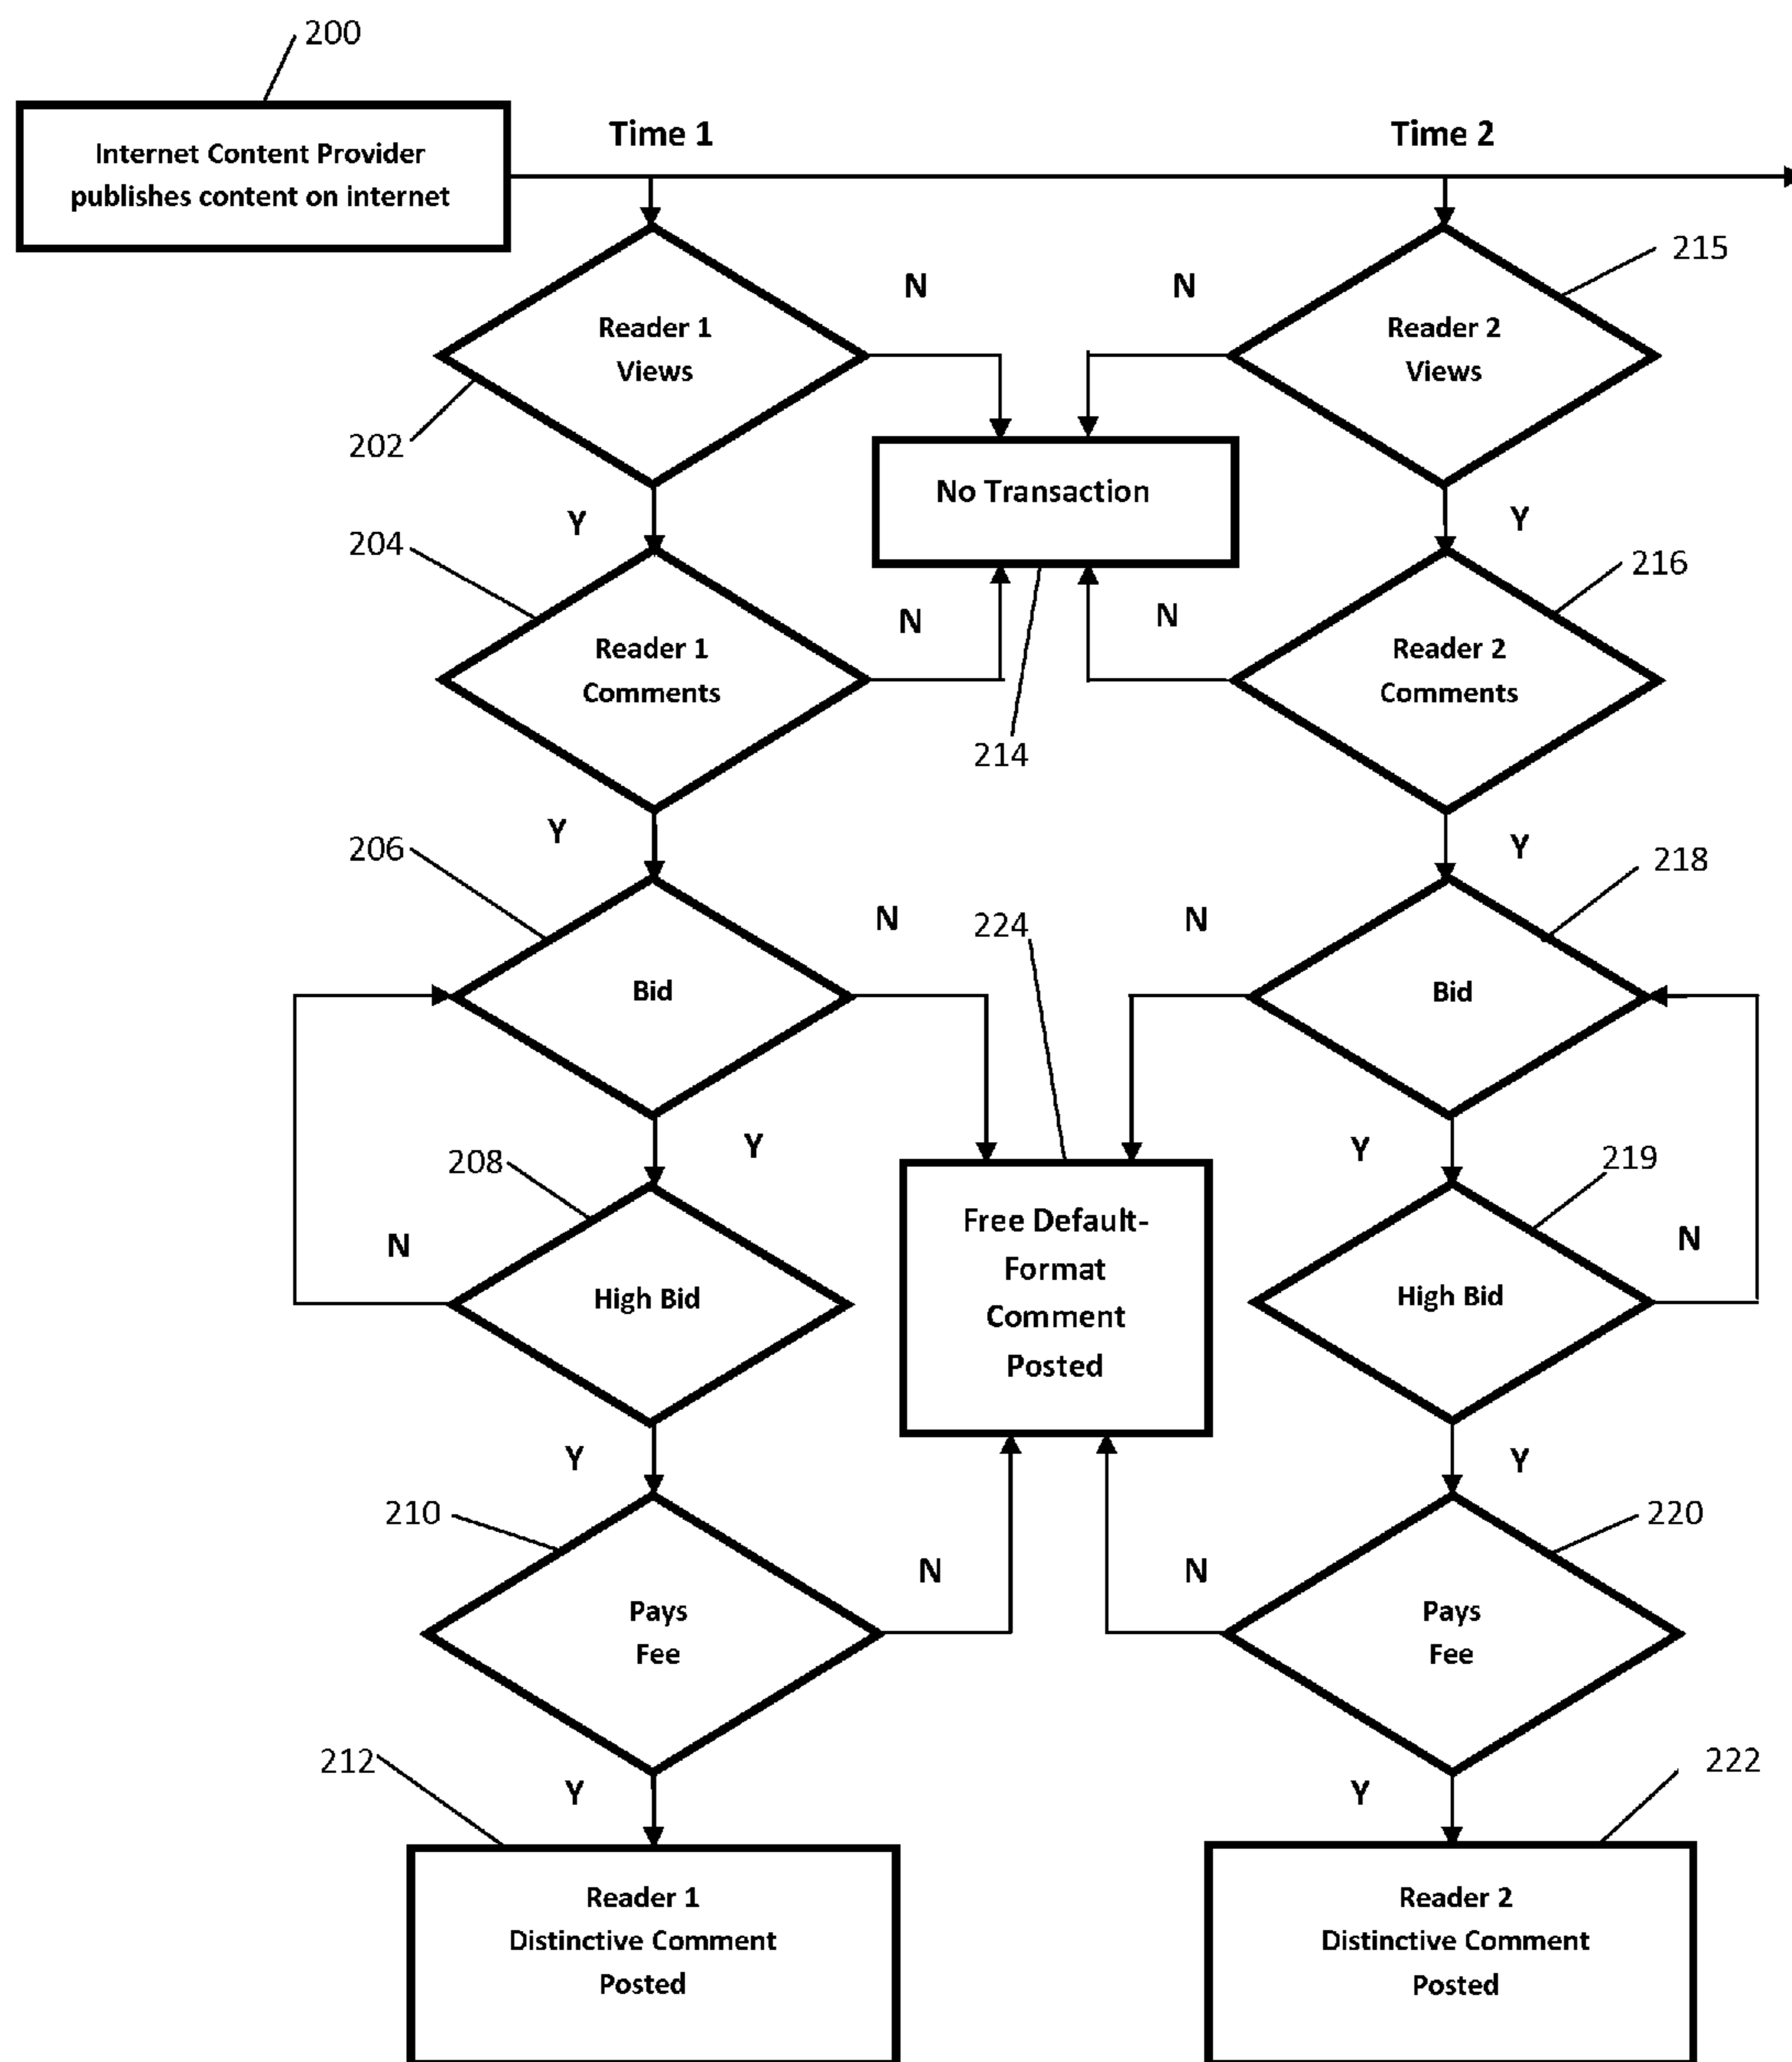 200
Internet Content Provider
publishes content on internet
Time 1
Time 2
Reader 1
Views
N
202
Y
N
Reader 2
Views
215
Y
No Transaction
214
204
Reader 1
Comments
N
Y
N
Reader 2
Comments
216
Y
206
Bid
N
Y
224
N
Bid
218
Y
208
High Bid
N
Y
Free Default-
Format
Comment
Posted
219
High Bid
N
Y
210
Pays
Fee
N
Y
N
Pays
Fee
220
Y
212
Reader 1
Distinctive Comment
Posted
222
Reader 2
Distinctive Comment
Posted